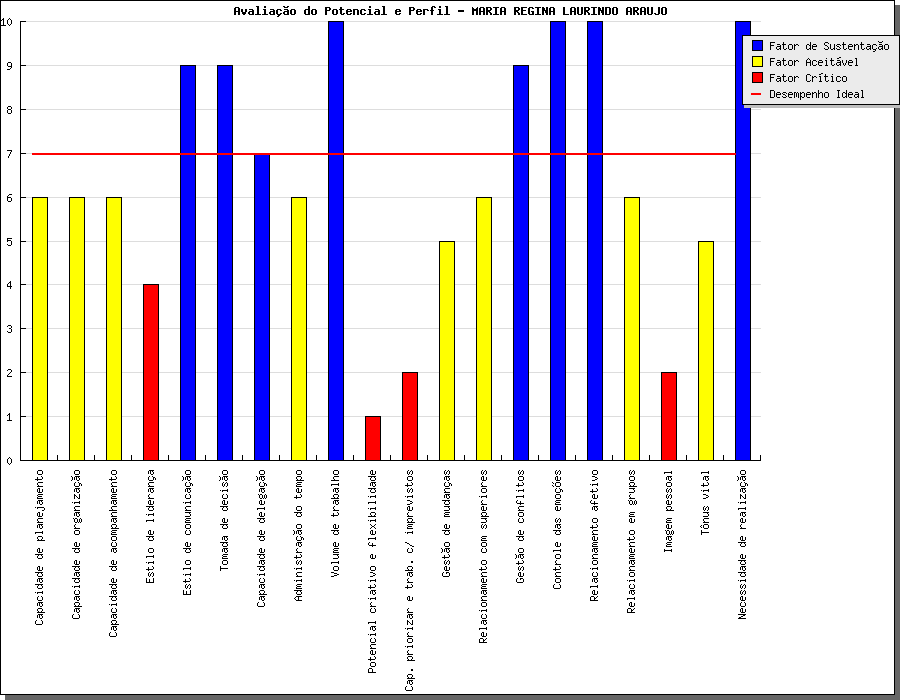 Avaliação do Potencial e Perfil - MARIA REGINA LAURINDO ARAUJO
Fator de Sustentação
Fator Aceitável
Fator Crítico
Desempenho Ideal
10
9
8
7
6
5
4
3
2
1
0
Capacidade de planejamento
Capacidade de organização
Capacidade de acompanhamento
Estilo de liderança
Estilo de comunicação
Tomada de decisão
Capacidade de delegação
Administração do tempo
Volume de trabalho
Potencial criativo e flexibilidade
Cap. priorizar e trab. c/ imprevistos
Gestão de mudanças
Relacionamento com superiores
Gestão de conflitos
Controle das emoções
Relacionamento afetivo
Relacionamento em grupos
Imagem pessoal
Tônus vital
Necessidade de realização